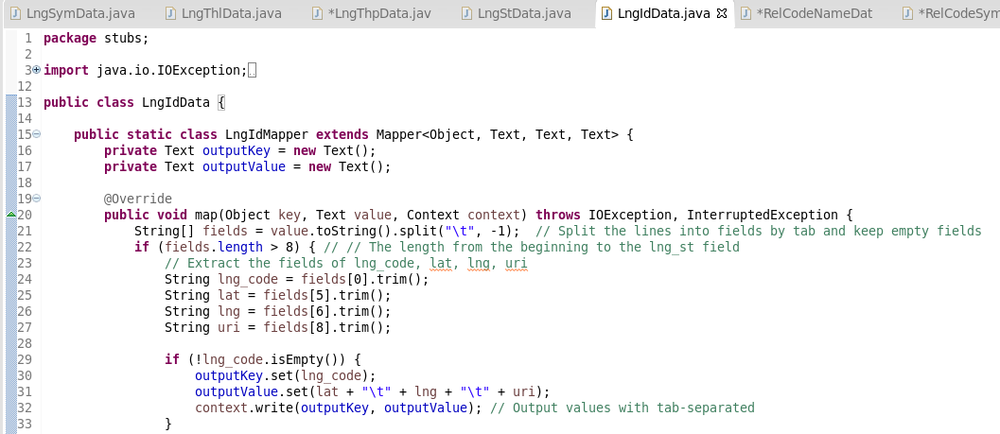 LngSymData.java LngThlData.java *LngThpData.jav LngStData.java LngIdData.java *RelCodeNameDat *RelCodeSym
1 package stubs;
2
3 import java.io.IOException;
12
13 public class LngIdData {
14
15 public static class LngIdMapper extends Mapper<Object, Text, Text, Text> {
16 private Text outputKey = new Text();
17 private Text outputValue = new Text();
18
19 @Override
20 public void map(Object key, Text value, Context context) throws IOException, InterruptedException {
21 String[] fields = value.toString().split("\t", -1);  // Split the lines into fields by tab and keep empty fields
22 if (fields.length > 8) { // // The length from the beginning to the lng_st field
23 // Extract the fields of lng_code, lat, lng, uri
24 String lng_code = fields[0].trim();
25 String lat = fields[5].trim();
26 String lng = fields[6].trim();
27 String uri = fields[8].trim();
28
29 if (!lng_code.isEmpty()) {
30 outputKey.set(lng_code);
31 outputValue.set(lat + "\t" + lng + "\t" + uri);
32 context.write(outputKey, outputValue); // Output values with tab-separated
33 }